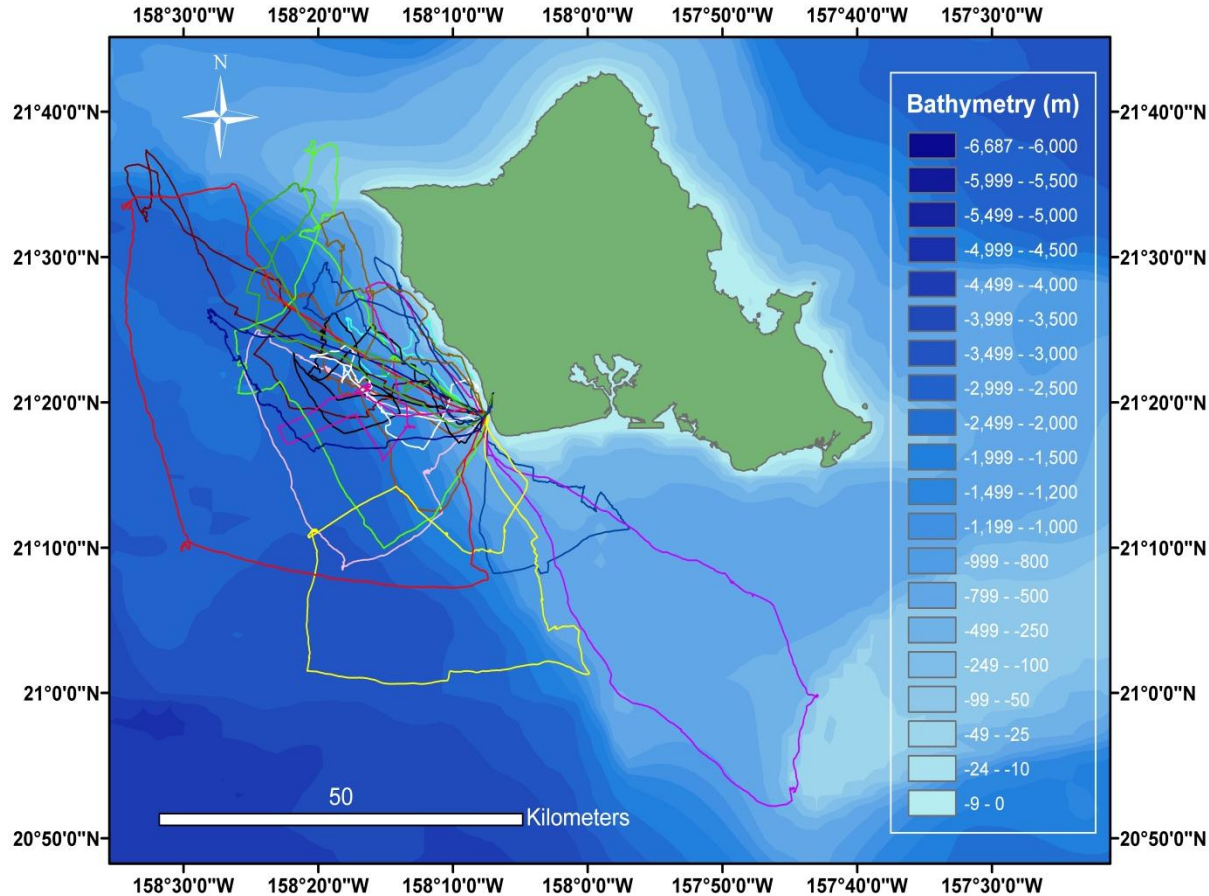 158°30'0"W 158°20'0"W 158°10'0"W 158°0'0"W 157°50'0"W 157°40'0"W 157°30'0"W
N
Bathymetry (m)
21°40'0"N 21°40'0"N
-6,687 - -6,000
-5,999 - -5,500
-5,499 - -5,000
-4,999 - -4,500
21°30'0"N 21°30'0"N
-4,499 - -4,000
-3,999 - -3,500
-3,499 - -3,000
-2,999 - -2,500
21°20'0"N 21°20'0"N
-2,499 - -2,000
-1,999 - -1,500
-1,499 - -1,200
-1,199 - -1,000
21°10'0"N 21°10'0"N
-999 - -800
-799 - -500
-499 - -250
-249 - -100
21°0'0"N 21°0'0"N
-99 - -50
-49 - -25
-24 - -10
-9 - 0
50
Kilometers
20°50'0"N 20°50'0"N
158°30'0"W 158°20'0"W 158°10'0"W 158°0'0"W 157°50'0"W 157°40'0"W 157°30'0"W